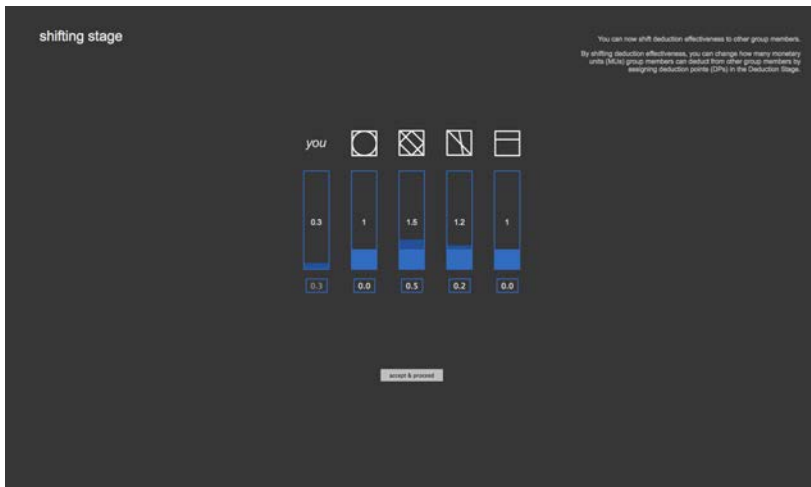 shifting stage
You can now shift deduction effectiveness to other group members.
By shifting deduction effectiveness, you can change how many monetary
units (MUs) group members can deduct from other group members by
assigning deduction points (DPs) in the Deduction Stage.
you
0.3 1 1.5 1.2 1
0.3 0.0 0.5 0.2 0.0
accept & proceed